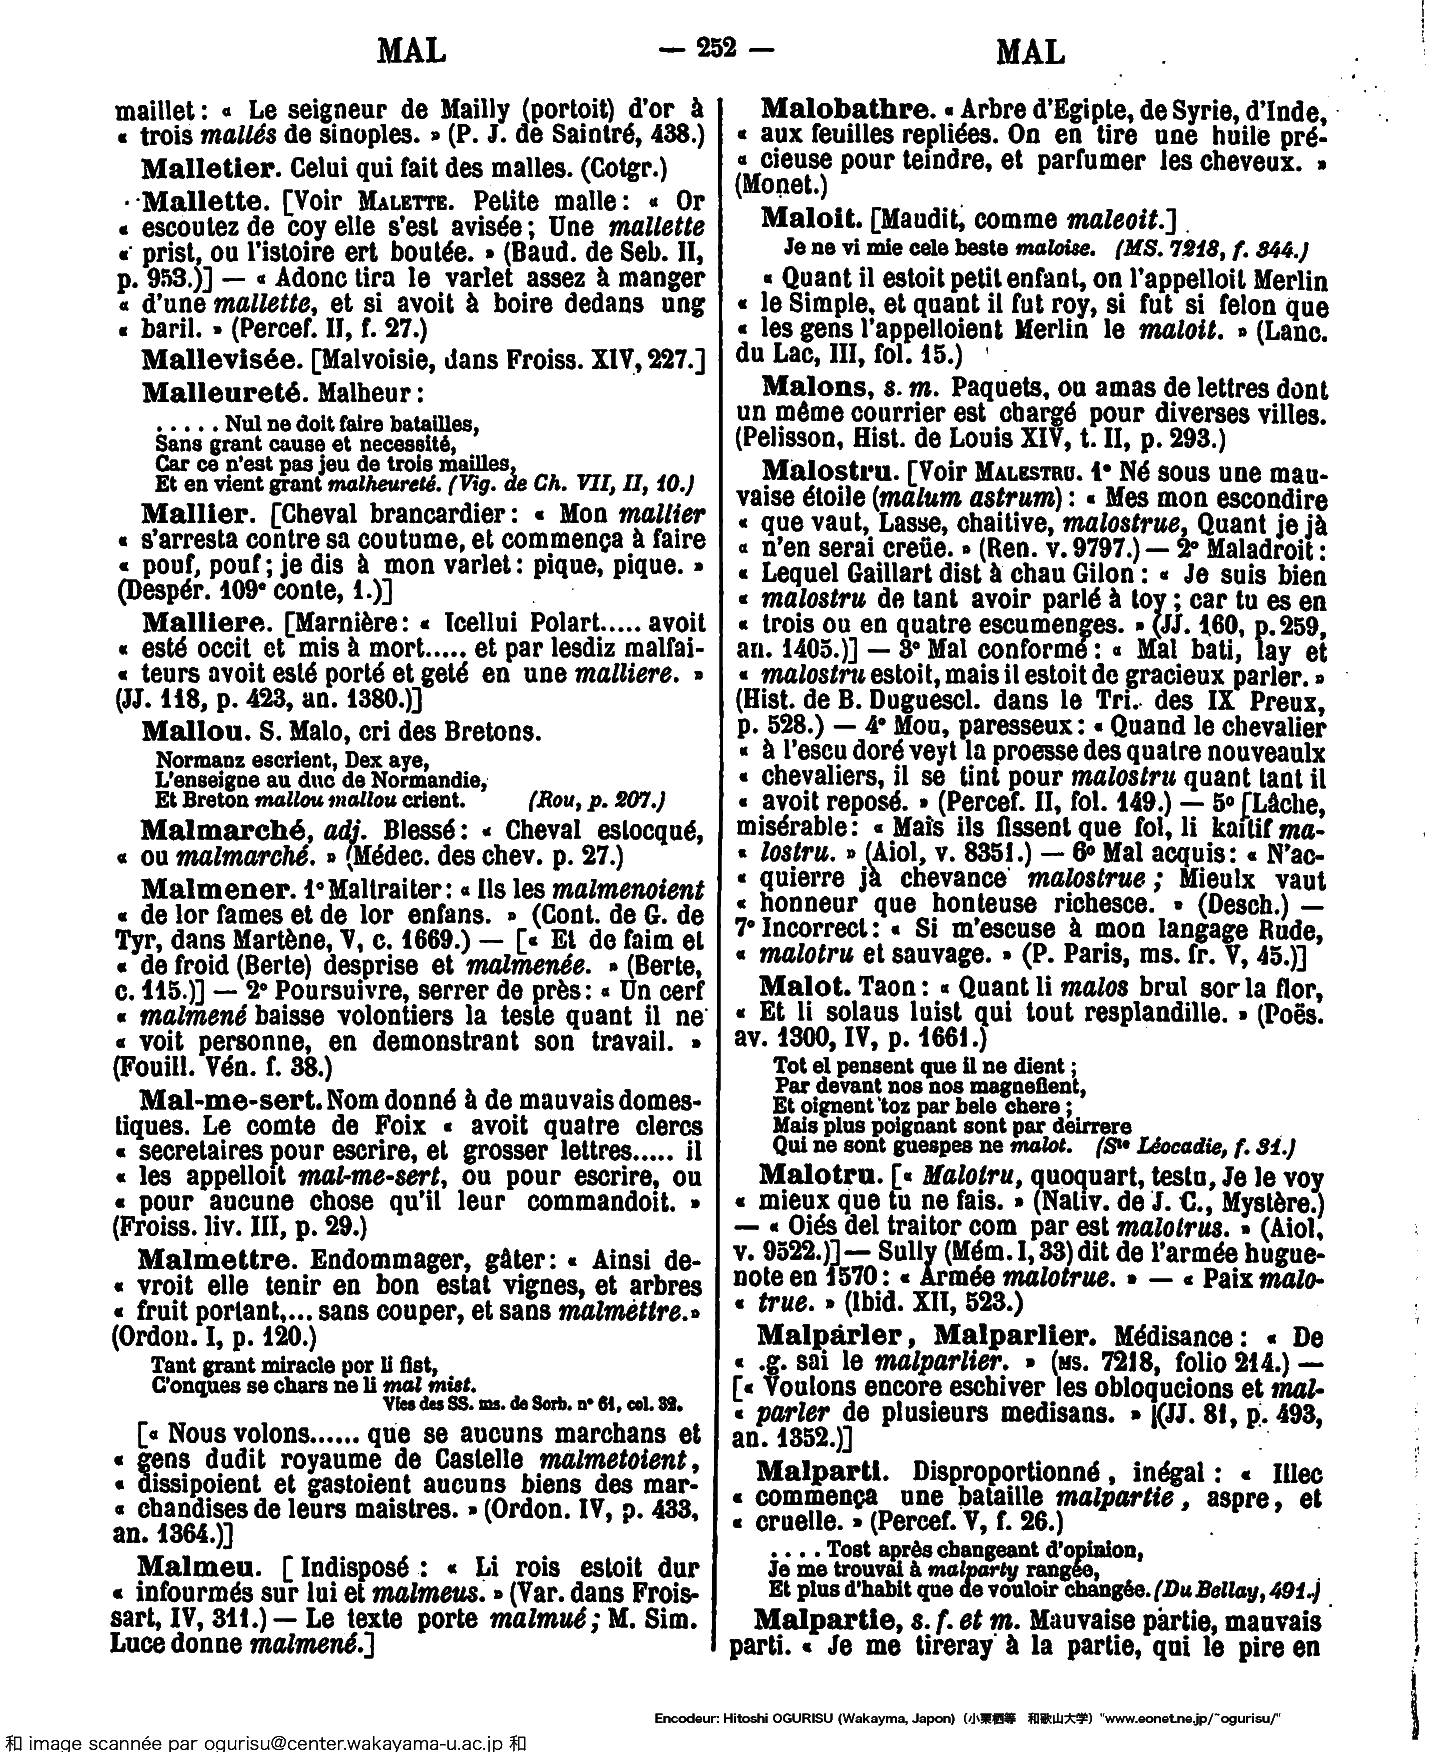 MAL — 252 — MAL
maillet : « Le seigneur de Mailly (portoit) d'or à
« trois mallés de sinoples. » (P. J. de Saintré, 438.)
Malletier. Celui qui fait des malles. (Cotgr.)
Mallette. [Voir MALETTE. Petite malle : « Or
« escoutez de coy elle s'est avisée ; Une mallette
« prist, ou l'istoire ert boutée. » (Baud. de Seb. II,
p. 953.)] — « Adonc tira le varlet assez à manger
« d'une mallette, et si avoit à boire dedans ung
« baril. » (Percef. II, f. 27.)
Mallevisée. [Malvoisie, dans Froiss. XIV, 227.]
Malleureté. Malheur :
..... Nul ne doit faire batailles,
Sans grant cause et necessité,
Car ce n'est pas jeu de trois mailles,
Et en vient grant malheureté. (Vig. de Ch. VII, II, 10.)
Mallier. [Cheval brancardier : « Mon mallier
« s'arresta contre sa coutume, et commença à faire
« pouf, pouf ; je dis à mon varlet : pique, pique. »
(Despér. 109e conte, 1.)]
Malliere. [Marnière : « Icellui Polart..... avoit
« esté occit et mis à mort..... et par lesdiz malfai-
« teurs avoit esté porté et geté en une malliere. »
(JJ. 118, p. 423, an. 1380.)]
Mallou. S. Malo, cri des Bretons.
Normanz escrient, Dex aye,
L'enseigne au duc de Normandie,
Et Breton mallou mallou crient. (Rou, p. 207.)
Malmarché, adj. Blessé : « Cheval estocqué,
« ou malmarché. » (Médec. des chev. p. 27.)
Malmener. 1° Maltraiter : « Ils les malmenoient
« de lor fames et de lor enfans. » (Cont. de G. de
Tyr, dans Martène, V, c. 1669.) — [« Et de faim et
« de froid (Berte) desprise et malmenée. » (Berte,
c. 115.)] — 2° Poursuivre, serrer de près : « Un cerf
« malmené baisse volontiers la teste quant il ne
« voit personne, en demonstrant son travail. »
(Fouill. Vén. f. 38.)
Mal-me-sert. Nom donné à de mauvais domes-
tiques. Le comte de Foix « avoit quatre clercs
« secretaires pour escrire, et grosser lettres..... il
« les appelloit mal-me-sert, ou pour escrire, ou
« pour aucune chose qu'il leur commandoit. »
(Froiss. liv. III, p. 29.)
Malmettre. Endommager, gâter : « Ainsi de-
« vroit elle tenir en bon estat vignes, et arbres
« fruit portant,... sans couper, et sans malmettre.»
(Ordon. I, p. 120.)
Tant grant miracle por li fist,
C'onques se chars ne li mal mist.
Vies des SS. ms. de Sorb. n° 61, col. 32.
[« Nous volons...... que se aucuns marchans et
« gens dudit royaume de Castelle malmetoient,
« dissipoient et gastoient aucuns biens des mar-
« chandises de leurs maistres. » (Ordon. IV, p. 433,
an. 1364.)]
Malmeu. [Indisposé : « Li rois estoit dur
« infourmés sur lui et malmeus. » (Var. dans Frois-
sart, IV, 311.) — Le texte porte malmué ; M. Sim.
Luce donne malmené.]
Malobathre. « Arbre d'Egipte, de Syrie, d'Inde,
« aux feuilles repliées. On en tire une huile pré-
« cieuse pour teindre, et parfumer les cheveux. »
(Monet.)
Maloit. [Maudit, comme maleoit.]
Je ne vi mie cele beste maloise. (MS. 7218, f. 344.)
« Quant il estoit petit enfant, on l'appelloit Merlin
« le Simple, et quant il fut roy, si fut si felon que
« les gens l'appelloient Merlin le maloit. » (Lanc.
du Lac, III, fol. 15.)
Malons, s. m. Paquets, ou amas de lettres dont
un même courrier est chargé pour diverses villes.
(Pelisson, Hist. de Louis XIV, t. II, p. 293.)
Malostru. [Voir MALESTRU. 1° Né sous une mau-
vaise étoile (malum astrum) : « Mes mon escondire
« que vaut, Lasse, chaitive, malostrue, Quant je jà
« n'en serai creüe. » (Ren. v. 9797.) — 2° Maladroit :
« Lequel Gaillart dist à chau Gilon : « Je suis bien
« malostru de tant avoir parlé à toy ; car tu es en
« trois ou en quatre escumenges. » (JJ. 160, p. 259,
an. 1405.)] — 3° Mal conformé : « Mal bati, lay et
« malostru estoit, mais il estoit de gracieux parler. »
(Hist. de B. Duguescl. dans le Tri. des IX Preux,
p. 528.) — 4° Mou, paresseux : « Quand le chevalier
« à l'escu doré veyt la proesse des quatre nouveaulx
« chevaliers, il se tint pour malostru quant tant il
« avoit reposé. » (Percef. II, fol. 149.) — 5° [Lâche,
misérable : « Mais ils fissent que fol, li kaitif ma-
« lostru. » (Aiol, v. 8351.) — 6° Mal acquis : « N'ac-
« quierre jà chevance malostrue ; Mieulx vaut
« honneur que honteuse richesce. » (Desch.) —
7° Incorrect : « Si m'escuse à mon langage Rude,
« malotru et sauvage. » (P. Paris, ms. fr. V, 45.)]
Malot. Taon : « Quant li malos brul sor la flor,
« Et li solaus luist qui tout resplandille. » (Poës.
av. 1300, IV, p. 1661.)
Tot el pensent que il ne dient ;
Par devant nos nos magnefient,
Et oignent toz par bele chere ;
Mais plus poignant sont par deirrere
Qui ne sont guespes ne malot. (Ste Léocadie, f. 31.)
Malotru. [« Malotru, quoquart, testu, Je le voy
« mieux que tu ne fais. » (Nativ. de J. C., Mystère.)
— « Oiés del traitor com par est malotrus. » (Aiol,
v. 9522.)] — Sully (Mém. I, 33) dit de l'armée hugue-
note en 1570 : « Armée malotrue. » — « Paix malo-
« true. » (Ibid. XII, 523.)
Malparler, Malparlier. Médisance : « De
« .g. sai le malparlier. » (MS. 7218, folio 214.) —
[« Voulons encore eschiver les obloqucions et mal-
« parler de plusieurs medisans. » (JJ. 81, p. 493,
an. 1352.)]
Malparti. Disproportionné, inégal : « Illec
« commença une bataille malpartie, aspre, et
« cruelle. » (Percef. V, f. 26.)
.... Tost après changeant d'opinion,
Je me trouvai à malparty rangée,
Et plus d'habit que de vouloir changée. (Du Bellay, 491.)
Malpartie, s. f. et m. Mauvaise partie, mauvais
parti. « Je me tireray à la partie, qui le pire en
Encodeur: Hitoshi OGURISU (Wakayma, Japon) (小栗栖等 和歌山大学) "www.eonet.ne.jp/~ogurisu/"
和 image scannée par ogurisu@center.wakayama-u.ac.jp 和